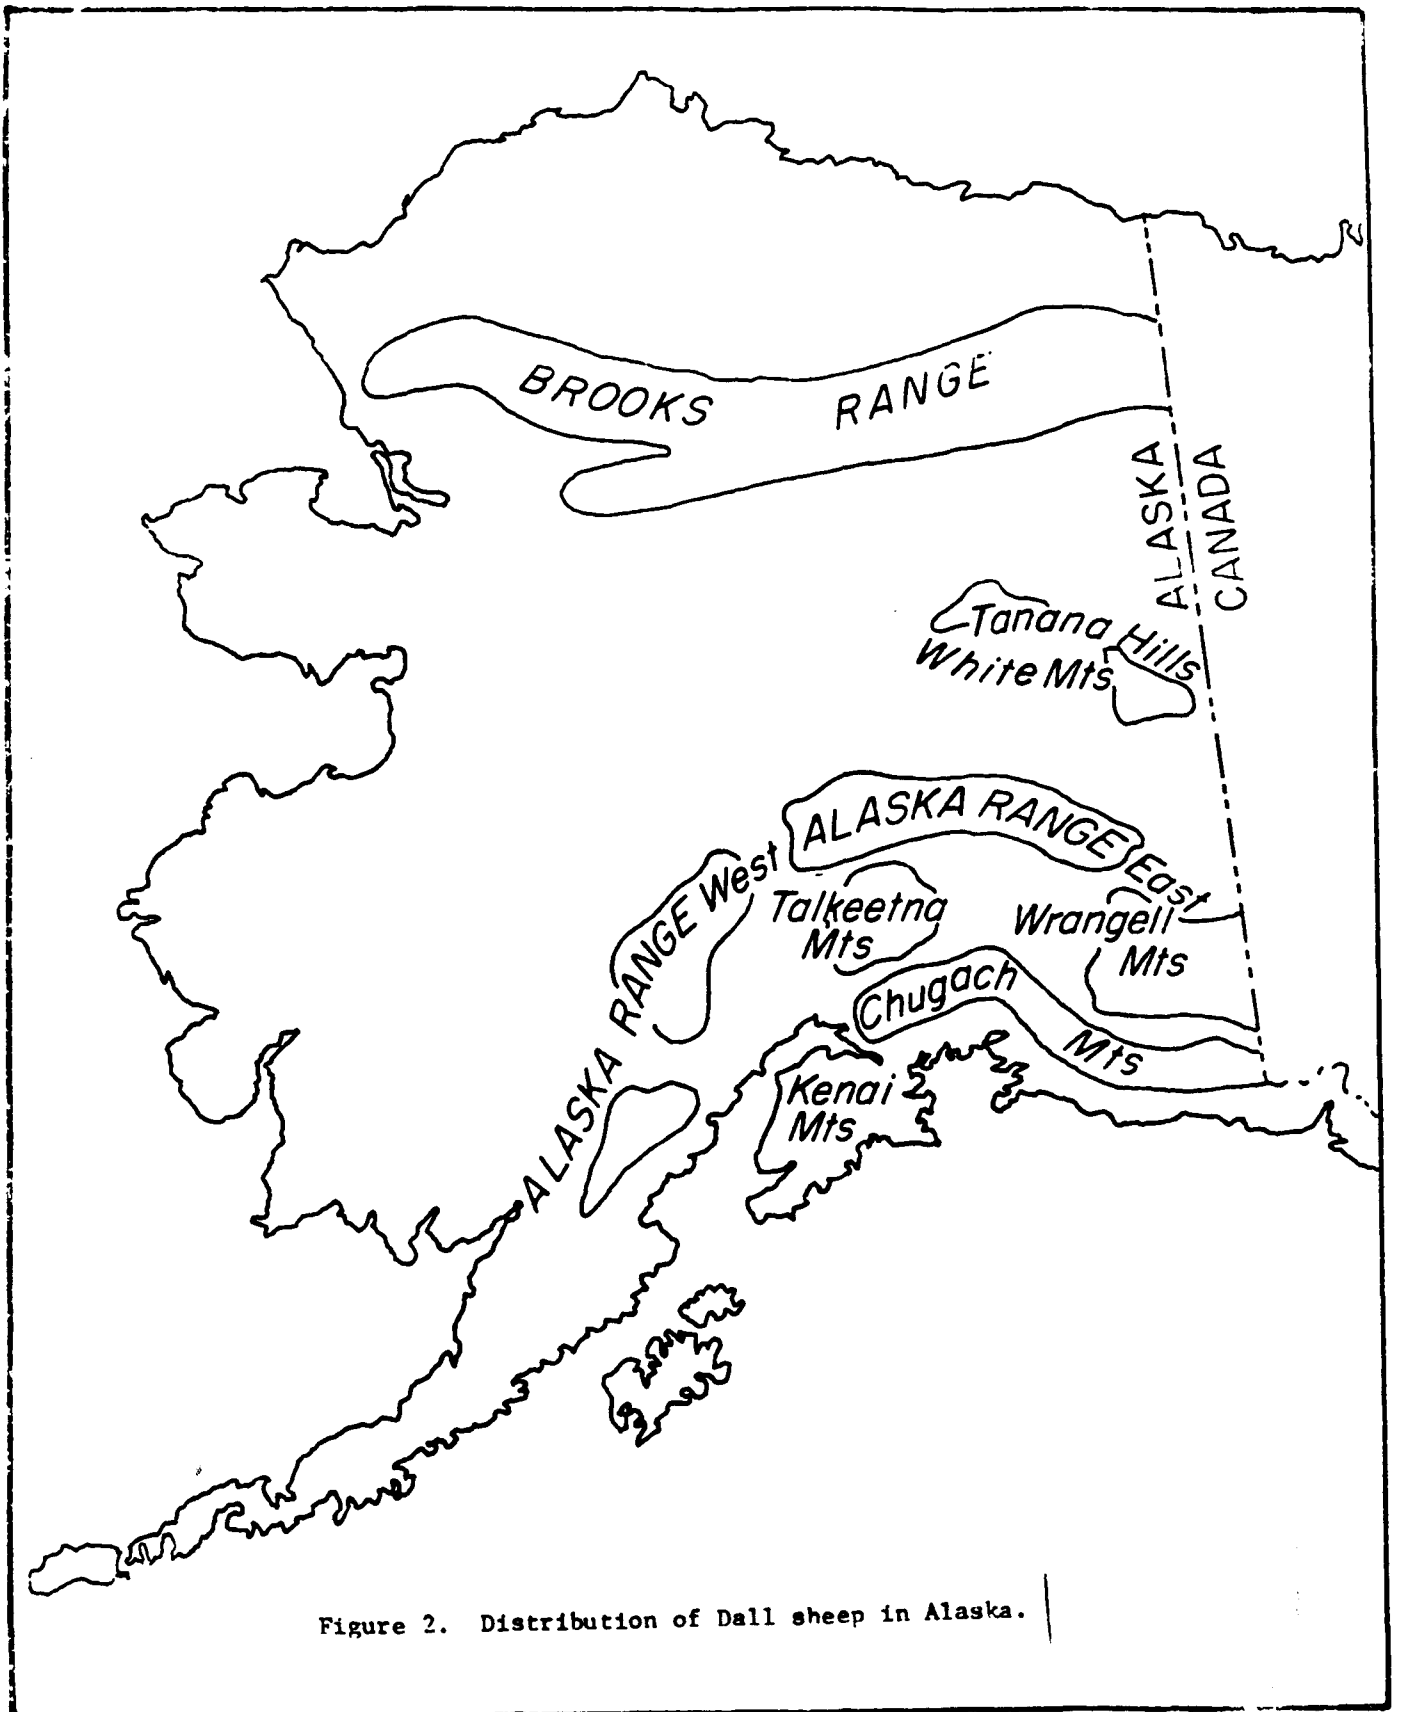 BROOKS RANGE
ALASKA
CANADA
Tanana Hills
White Mts
ALASKA RANGE East
ALASKA RANGE West
Talkeetna
Mts
Wrangell
Mts
Chugach Mts
Kenai
Mts
Figure 2. Distribution of Dall sheep in Alaska.